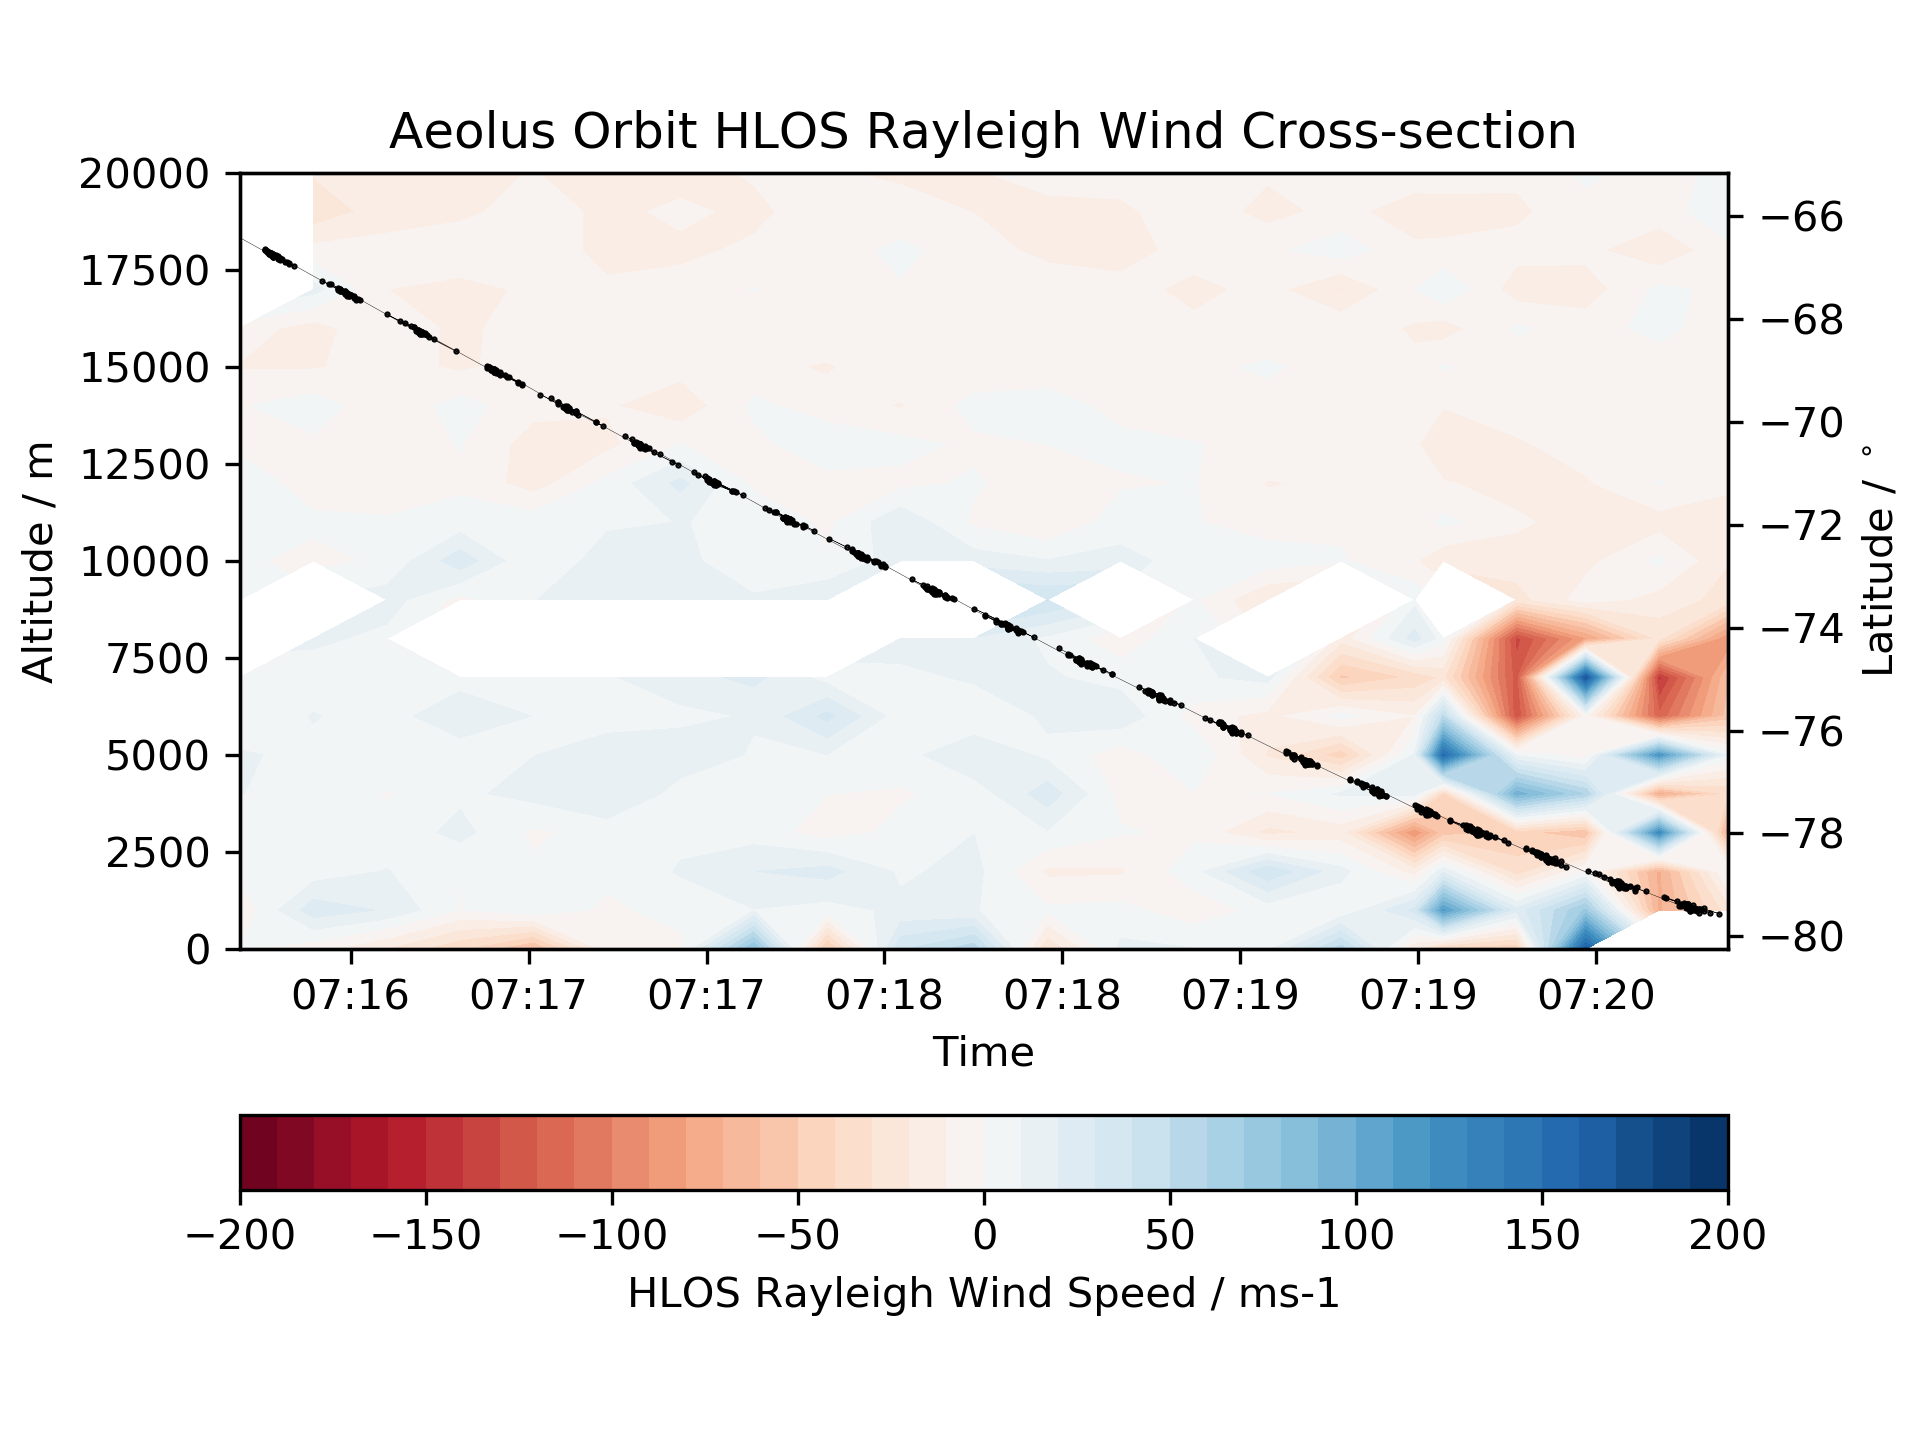 Aeolus Orbit HLOS Rayleigh Wind Cross-section
20000
17500
15000
12500
10000
7500
5000
2500
0
Altitude / m
−66
−68
−70
−72
−74
−76
−78
−80
Latitude / °
07:16 07:17 07:17 07:18 07:18 07:19 07:19 07:20
Time
−200 −150 −100 −50 0 50 100 150 200
HLOS Rayleigh Wind Speed / ms-1